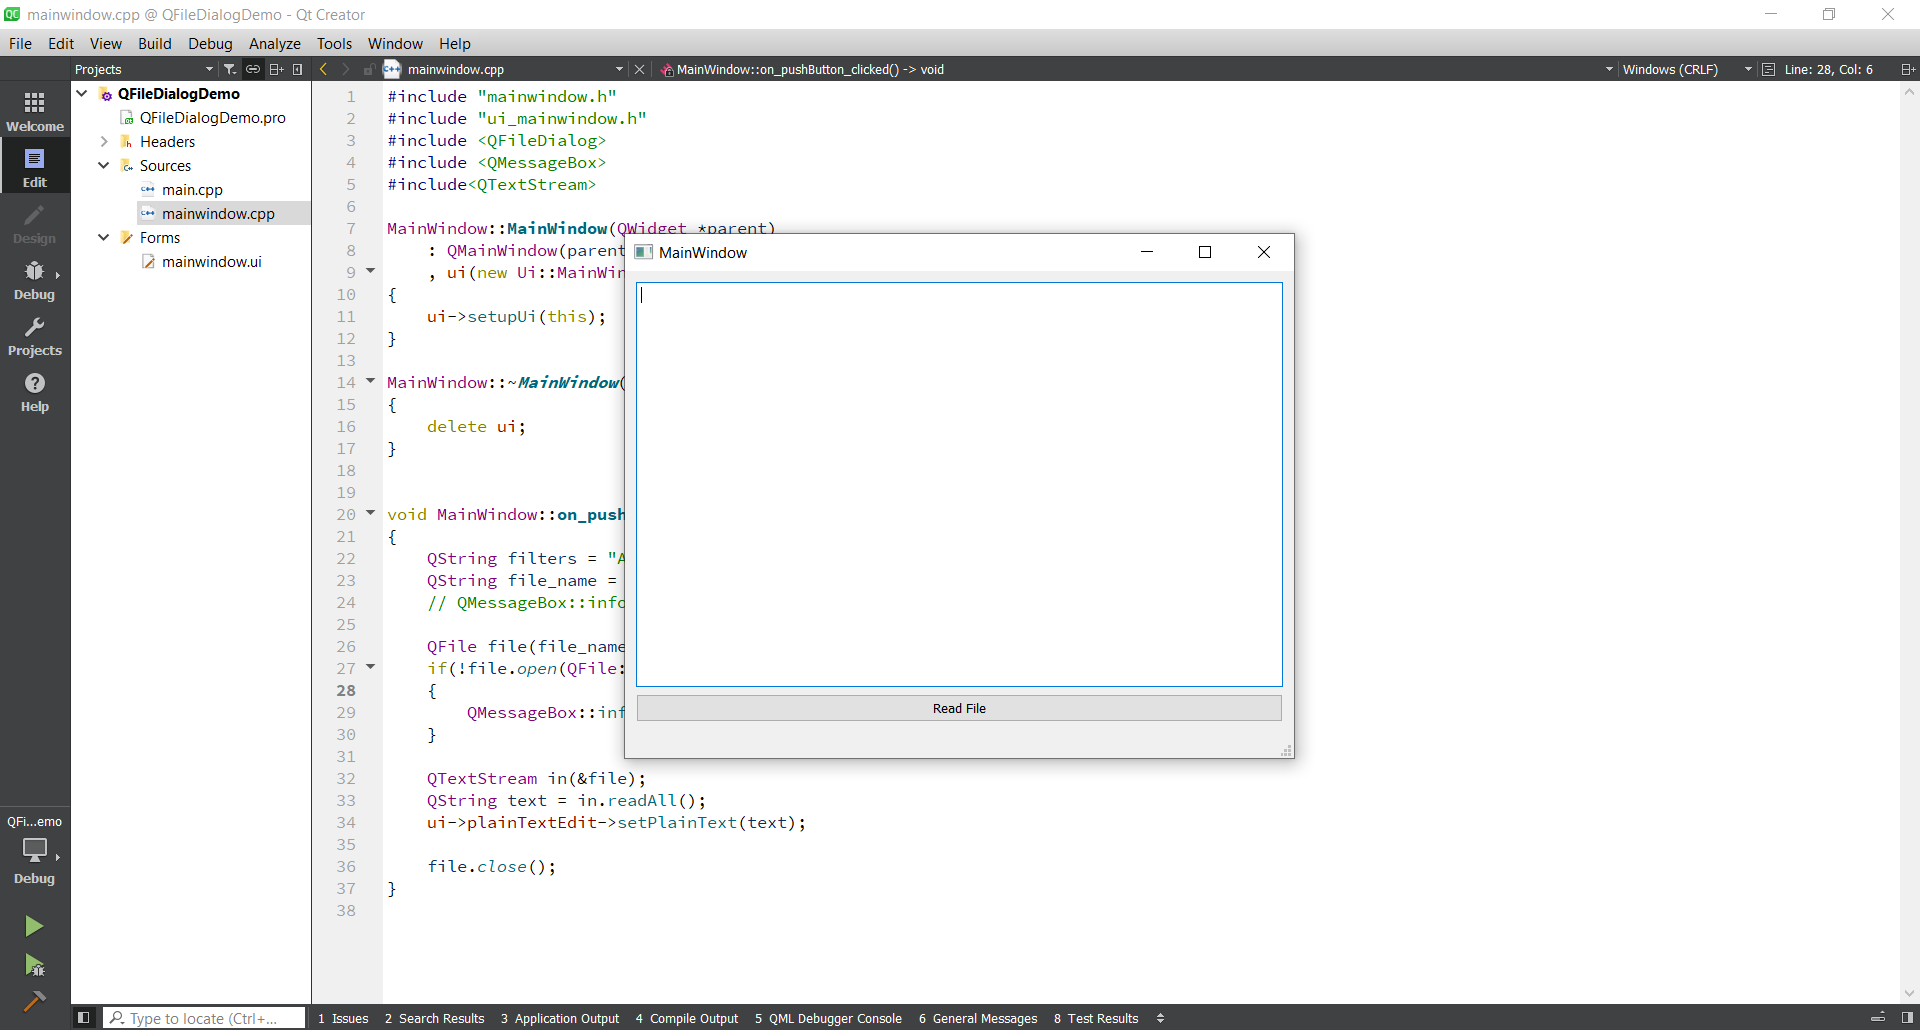 mainwindow.cpp @ QFileDialogDemo - Qt Creator
File Edit View Build Debug Analyze Tools Window Help
Projects mainwindow.cpp MainWindow::on_pushButton_clicked() -> void Windows (CRLF) Line: 28, Col: 6
Welcome
Edit
Design
Debug
Projects
Help
QFi...emo
Debug
QFileDialogDemo
QFileDialogDemo.pro
Headers
Sources
main.cpp
mainwindow.cpp
Forms
mainwindow.ui
1 #include "mainwindow.h"
2 #include "ui_mainwindow.h"
3 #include <QFileDialog>
4 #include <QMessageBox>
5 #include<QTextStream>
6
7 MainWindow::MainWindow(QWidget *parent)
8 : QMainWindow(parent
9 , ui(new Ui::MainWin
10 {
11 ui->setupUi(this);
12 }
13
14 MainWindow::~MainWindow(
15 {
16 delete ui;
17 }
18
19
20 void MainWindow::on_push
21 {
22 QString filters = "A
23 QString file_name =
24 // QMessageBox::info
25
26 QFile file(file_name
27 if(!file.open(QFile:
28 {
29 QMessageBox::inf
30 }
31
32 QTextStream in(&file);
33 QString text = in.readAll();
34 ui->plainTextEdit->setPlainText(text);
35
36 file.close();
37 }
38
MainWindow
Read File
Type to locate (Ctrl+... 1 Issues 2 Search Results 3 Application Output 4 Compile Output 5 QML Debugger Console 6 General Messages 8 Test Results